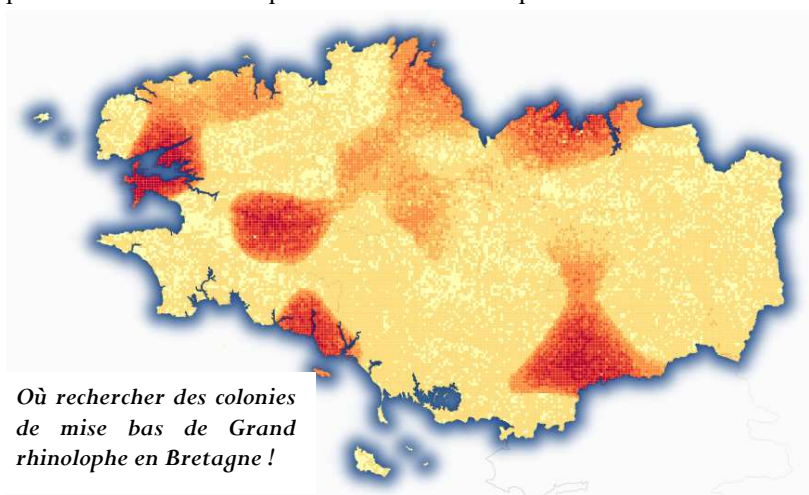 Où rechercher des colonies
de mise bas de Grand
rhinolophe en Bretagne !